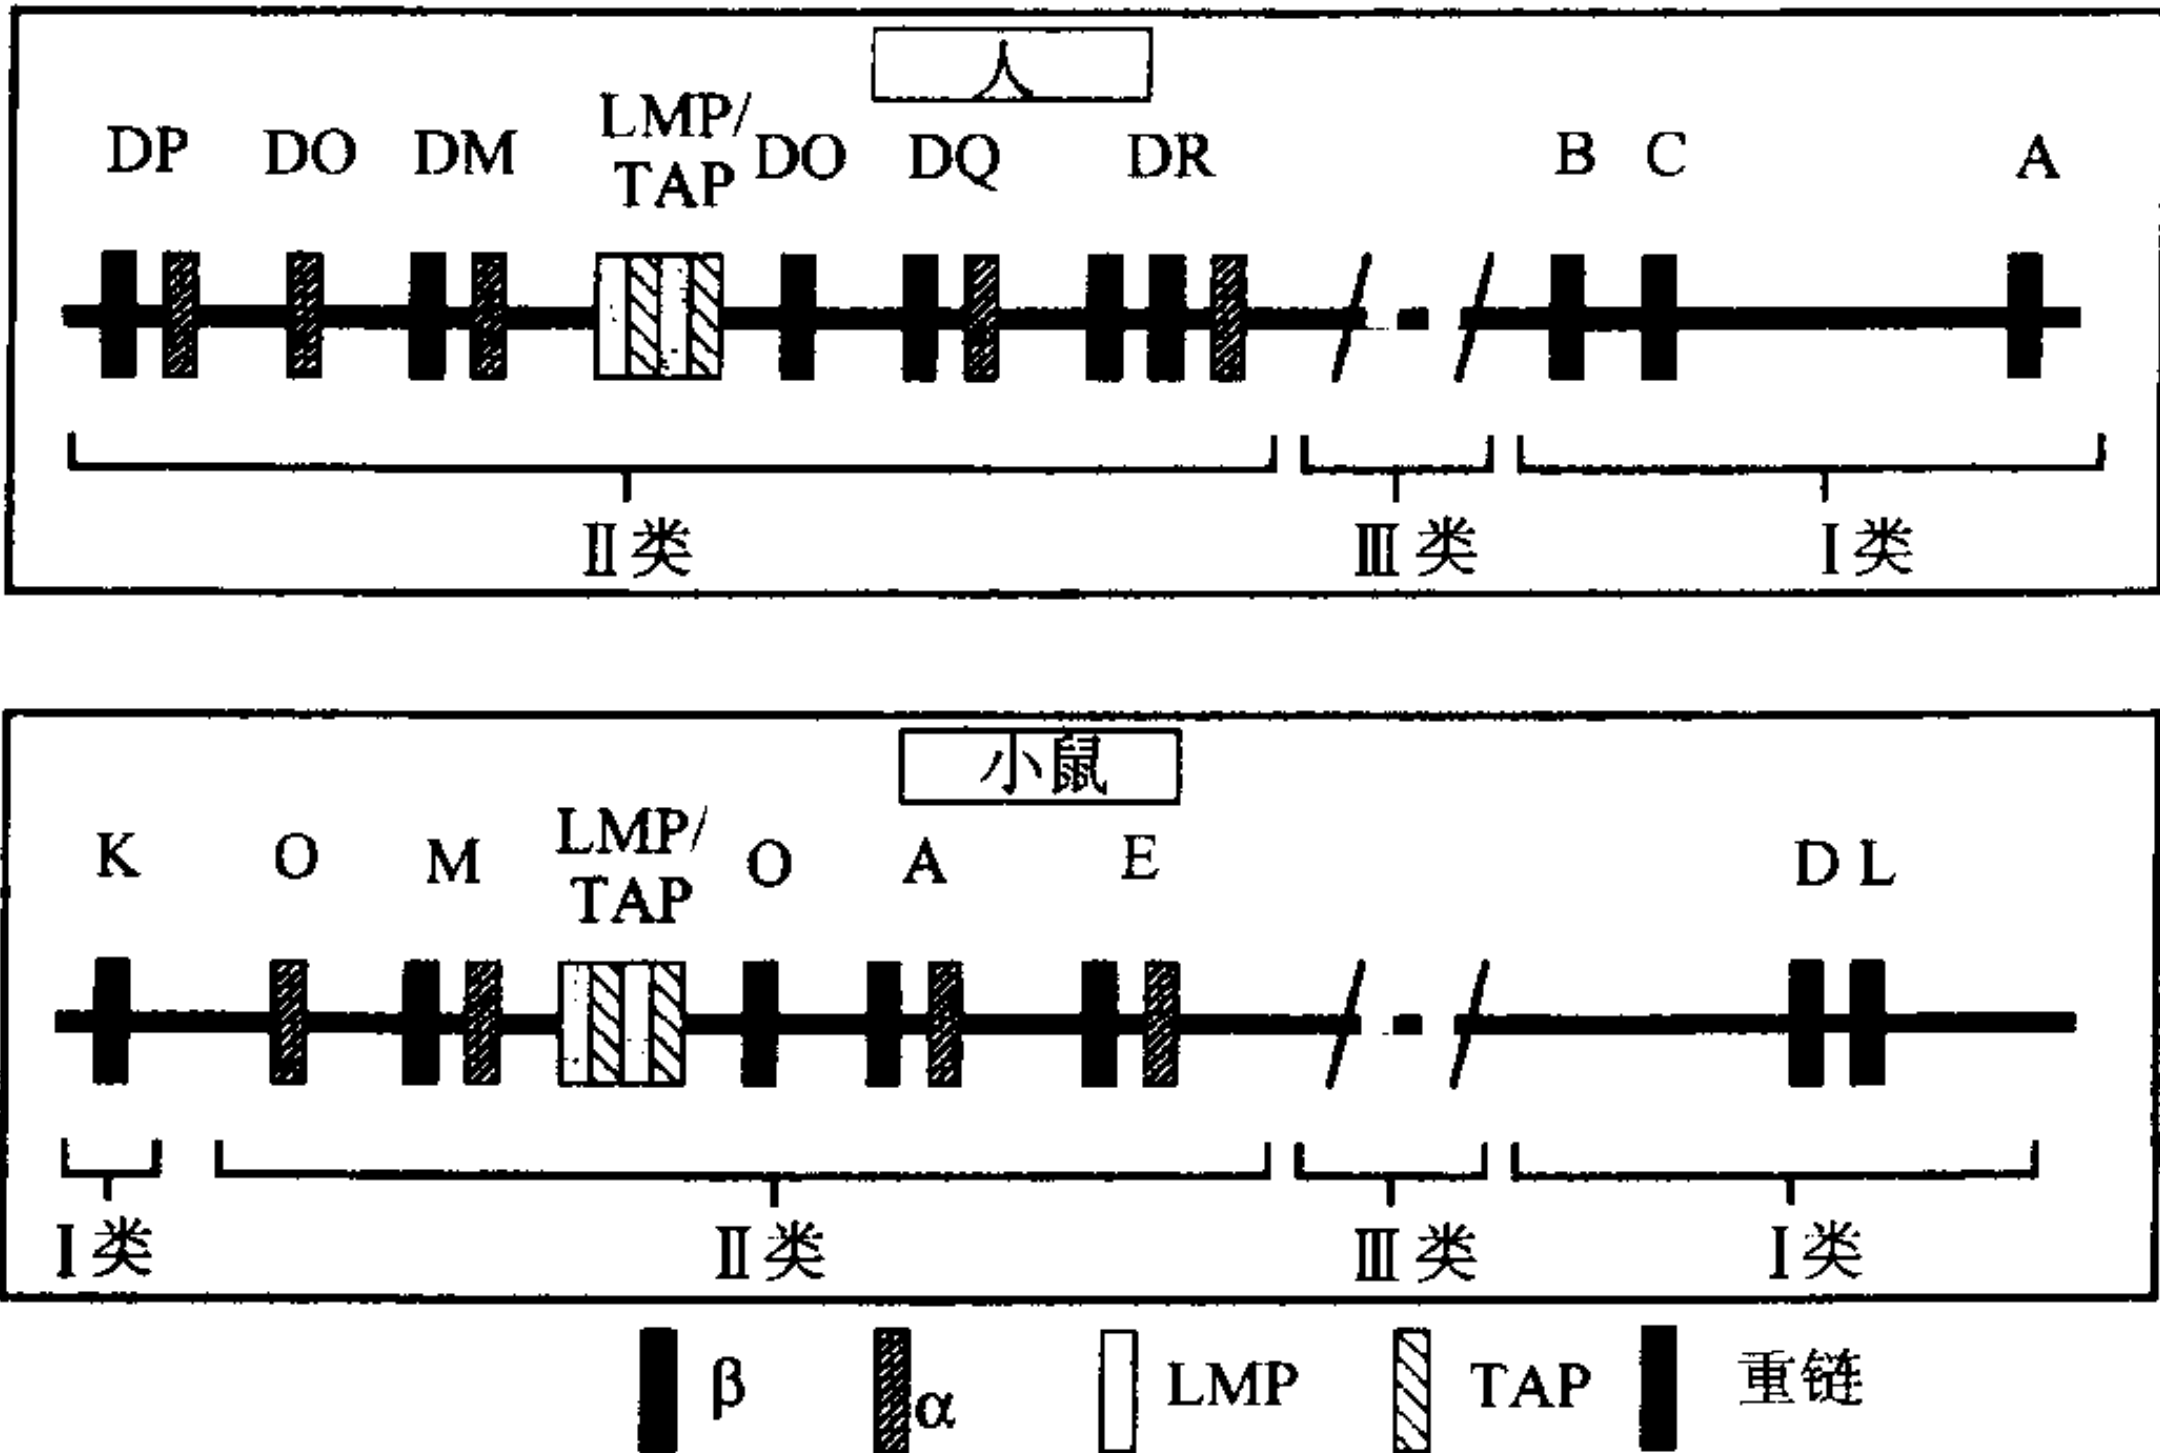 人
DP DO DM LMP/TAP DO DQ DR B C A
Ⅱ类 Ⅲ类 Ⅰ类
小鼠
K O M LMP/TAP O A E D L
Ⅰ类 Ⅱ类 Ⅲ类 Ⅰ类
β α LMP TAP 重链